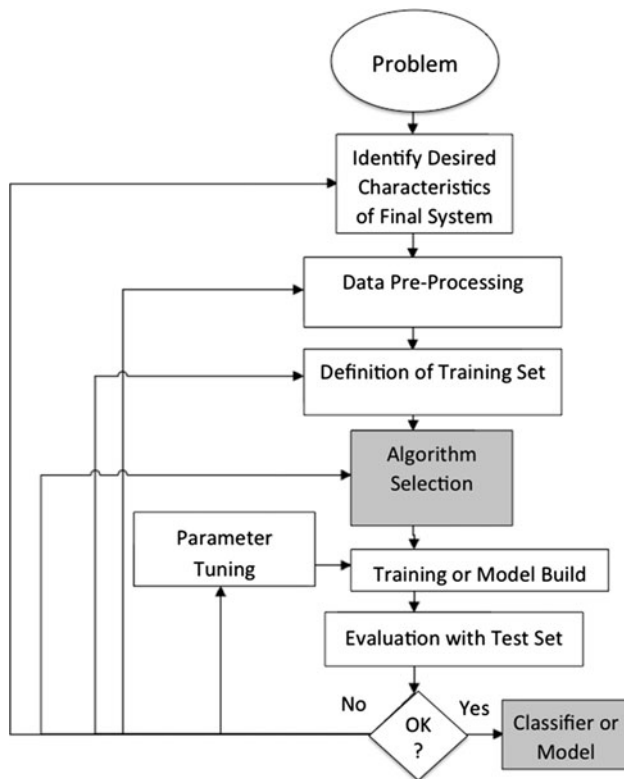 Problem
Identify Desired
Characteristics
of Final System
Data Pre-Processing
Definition of Training Set
Algorithm
Selection
Parameter
Tuning
Training or Model Build
Evaluation with Test Set
No
OK
?
Yes
Classifier or
Model